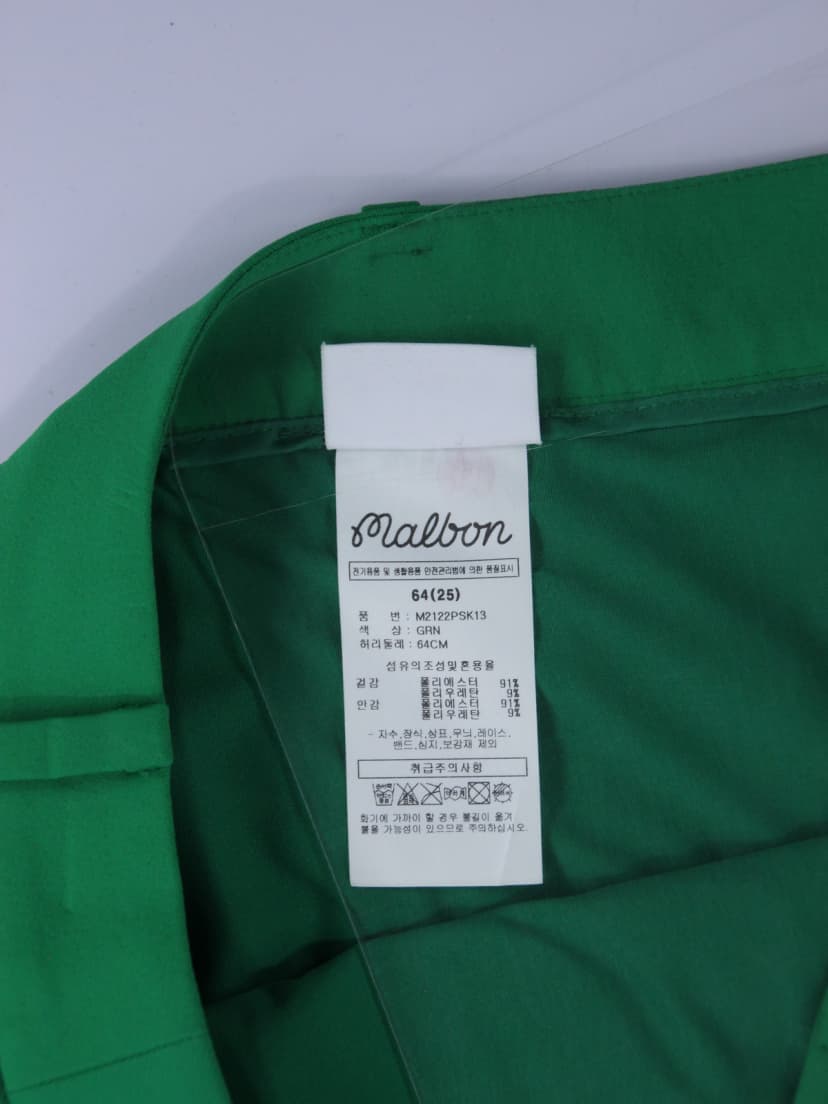 Malbon
전기용품 및 생활용품 안전관리법에 의한 품질표시
64(25)
품 번 : M2122PSK13
색 상 : GRN
허리둘레 : 64CM
섬유의조성및혼용율
겉감 폴리에스터 91%
폴리우레탄 9%
안감 폴리에스터 91%
폴리우레탄 9%
- 자수,장식,상표,무늬,레이스,
밴드,심지,보강재 제외
취급주의사항
화기에 가까이 할 경우 불길이 옮겨
붙을 가능성이 있으므로 주의하십시오.